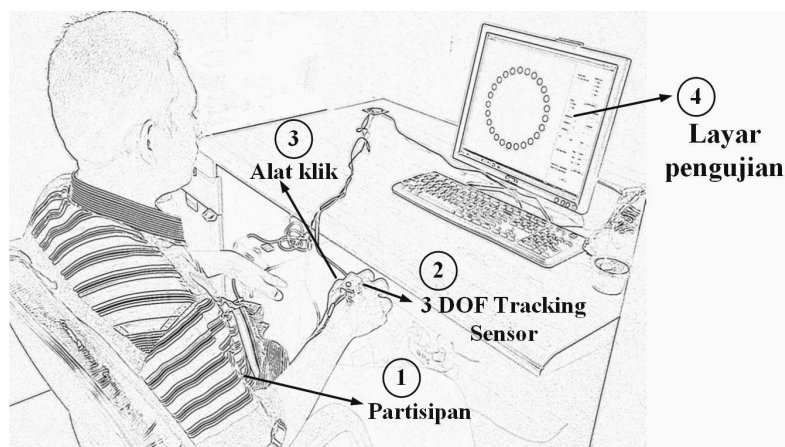 4
Layar
pengujian
3
Alat klik
2
3 DOF Tracking
Sensor
1
Partisipan